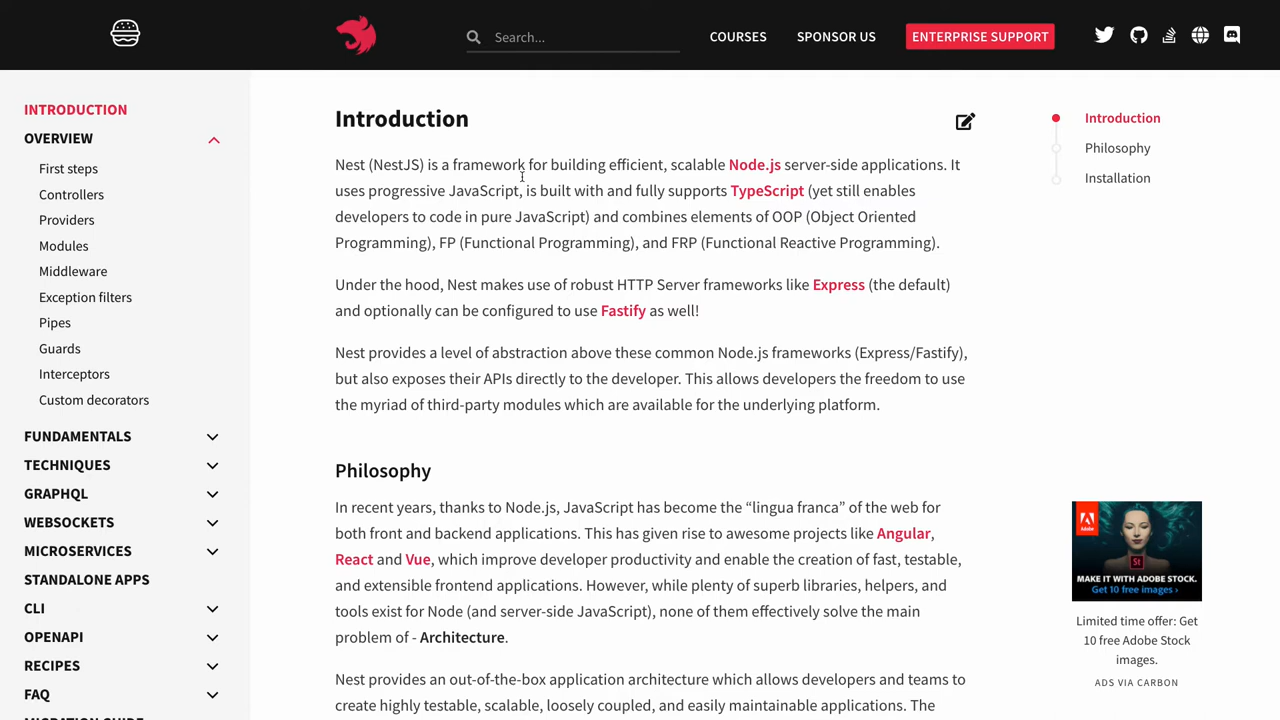 Search...
COURSES
SPONSOR US
ENTERPRISE SUPPORT
INTRODUCTION
OVERVIEW
First steps
Controllers
Providers
Modules
Middleware
Exception filters
Pipes
Guards
Interceptors
Custom decorators
FUNDAMENTALS
TECHNIQUES
GRAPHQL
WEBSOCKETS
MICROSERVICES
STANDALONE APPS
CLI
OPENAPI
RECIPES
FAQ
MIGRATION GUIDE
Introduction
Nest (NestJS) is a framework for building efficient, scalable Node.js server-side applications. It
uses progressive JavaScript, is built with and fully supports TypeScript (yet still enables
developers to code in pure JavaScript) and combines elements of OOP (Object Oriented
Programming), FP (Functional Programming), and FRP (Functional Reactive Programming).
Under the hood, Nest makes use of robust HTTP Server frameworks like Express (the default)
and optionally can be configured to use Fastify as well!
Nest provides a level of abstraction above these common Node.js frameworks (Express/Fastify),
but also exposes their APIs directly to the developer. This allows developers the freedom to use
the myriad of third-party modules which are available for the underlying platform.
Philosophy
In recent years, thanks to Node.js, JavaScript has become the “lingua franca” of the web for
both front and backend applications. This has given rise to awesome projects like Angular,
React and Vue, which improve developer productivity and enable the creation of fast, testable,
and extensible frontend applications. However, while plenty of superb libraries, helpers, and
tools exist for Node (and server-side JavaScript), none of them effectively solve the main
problem of - Architecture.
Nest provides an out-of-the-box application architecture which allows developers and teams to
create highly testable, scalable, loosely coupled, and easily maintainable applications. The
Introduction
Philosophy
Installation
Adobe
St
MAKE IT WITH ADOBE STOCK.
Get 10 free images ›
Limited time offer: Get
10 free Adobe Stock
images.
ADS VIA CARBON